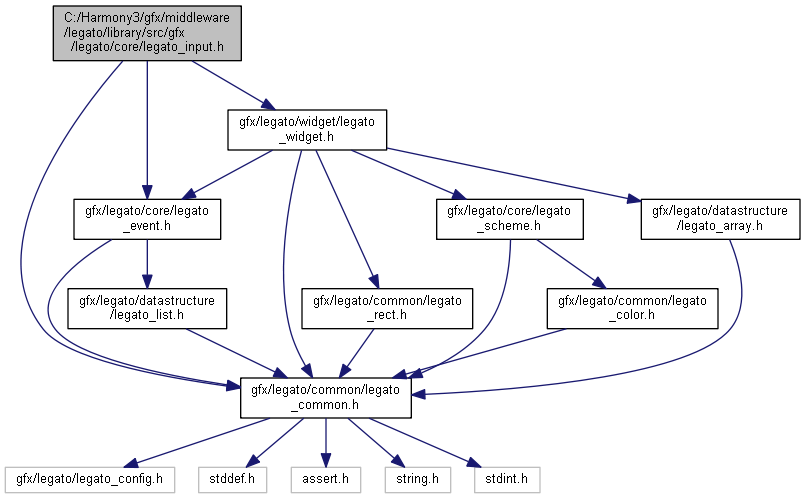 C:/Harmony3/gfx/middleware
/legato/library/src/gfx
/legato/core/legato_input.h
gfx/legato/widget/legato
_widget.h
gfx/legato/core/legato
_event.h
gfx/legato/core/legato
_scheme.h
gfx/legato/datastructure
/legato_array.h
gfx/legato/datastructure
/legato_list.h
gfx/legato/common/legato
_rect.h
gfx/legato/common/legato
_color.h
gfx/legato/common/legato
_common.h
gfx/legato/legato_config.h
stddef.h
assert.h
string.h
stdint.h